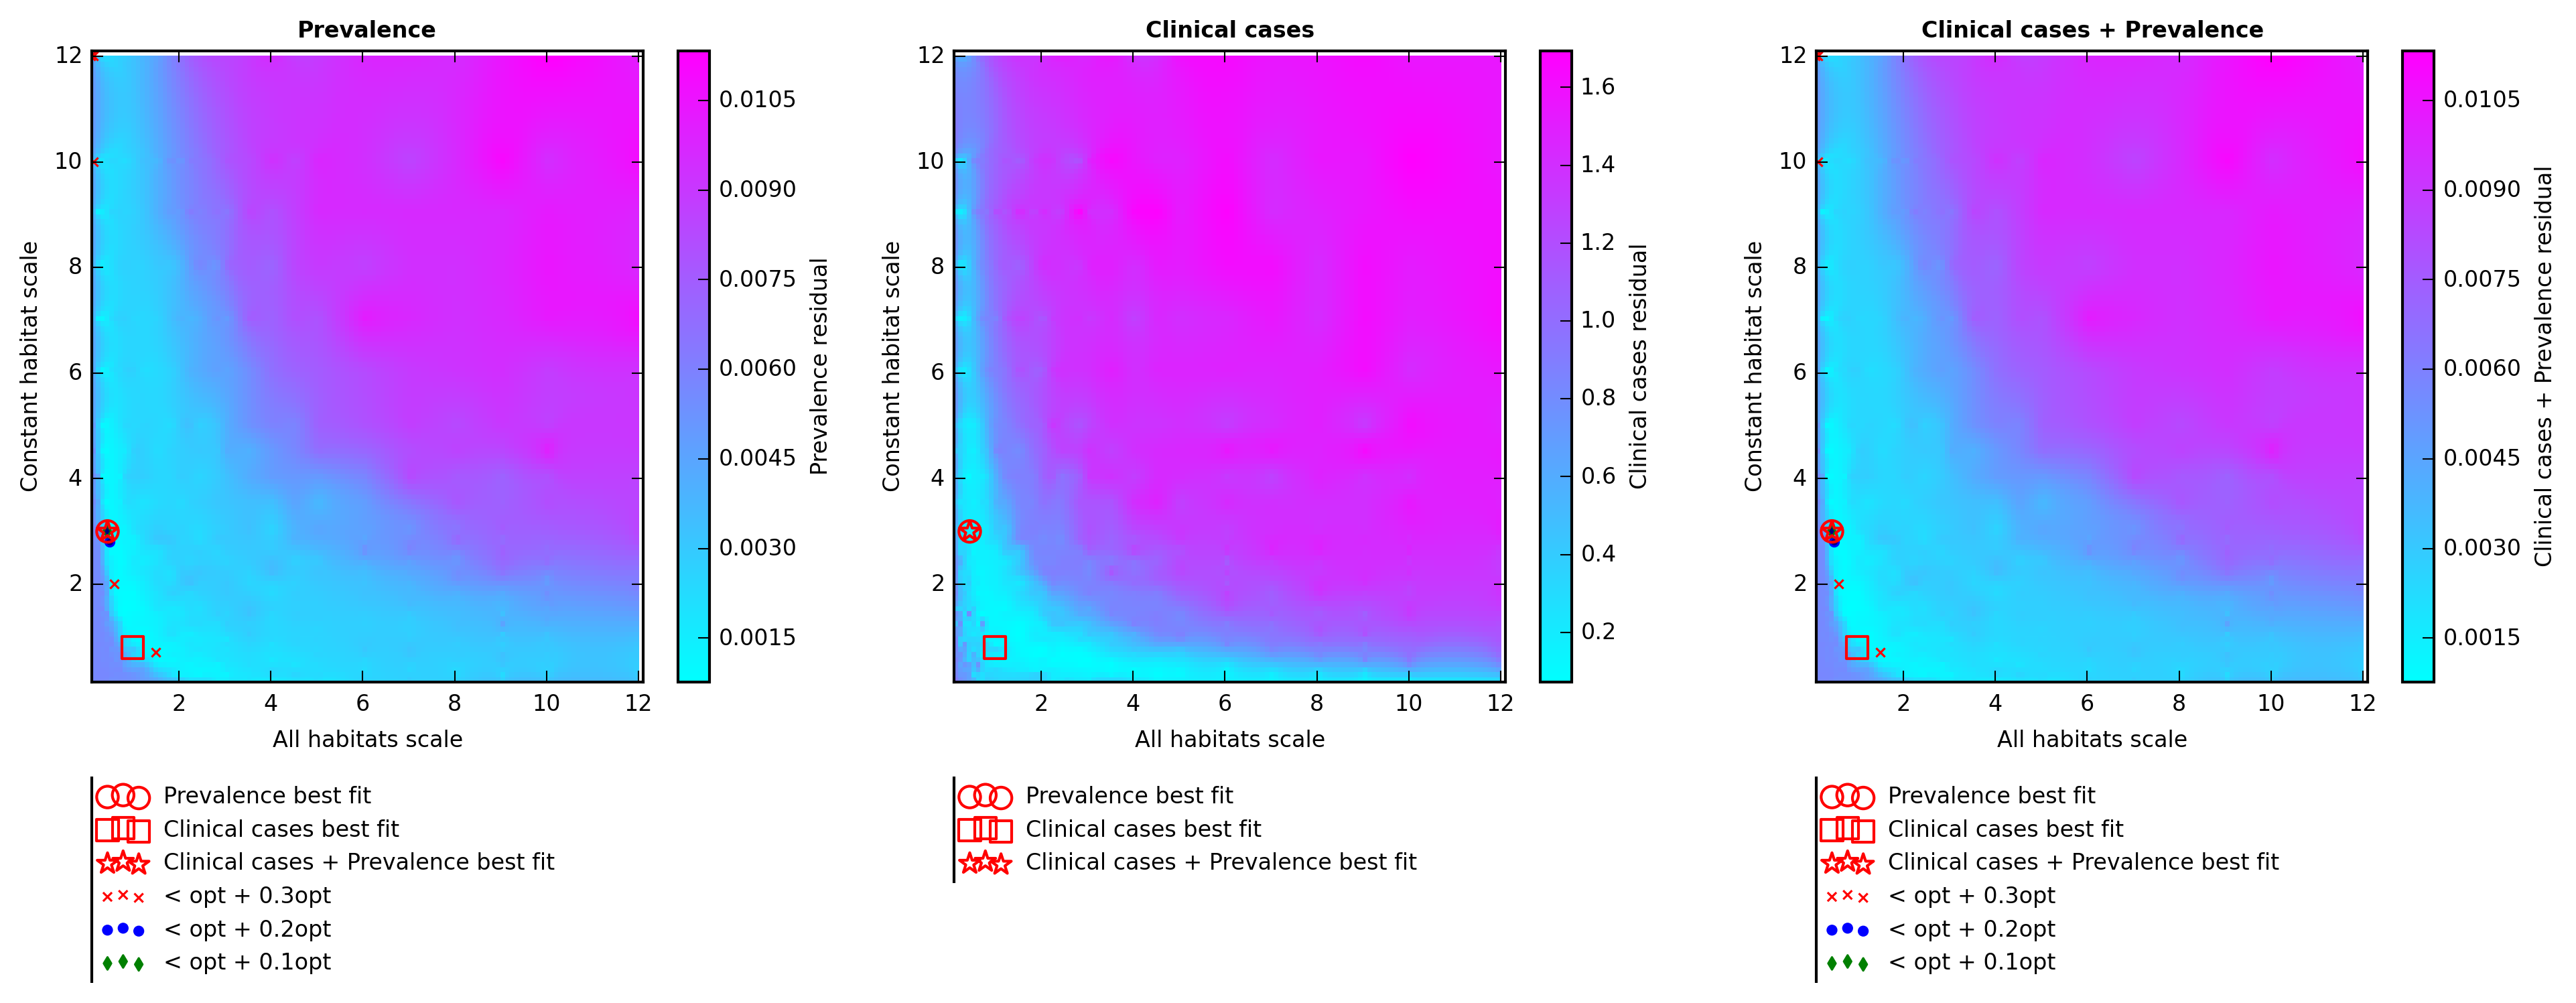 Prevalence
12
10
8
6
4
2
Constant habitat scale
2 4 6 8 10 12
All habitats scale
0.0105
0.0090
0.0075
0.0060
0.0045
0.0030
0.0015
Prevalence residual
Prevalence best fit
Clinical cases best fit
Clinical cases + Prevalence best fit
< opt + 0.3opt
< opt + 0.2opt
< opt + 0.1opt
Clinical cases
12
10
8
6
4
2
Constant habitat scale
2 4 6 8 10 12
All habitats scale
1.6
1.4
1.2
1.0
0.8
0.6
0.4
0.2
Clinical cases residual
Prevalence best fit
Clinical cases best fit
Clinical cases + Prevalence best fit
Clinical cases + Prevalence
12
10
8
6
4
2
Constant habitat scale
2 4 6 8 10 12
All habitats scale
0.0105
0.0090
0.0075
0.0060
0.0045
0.0030
0.0015
Clinical cases + Prevalence residual
Prevalence best fit
Clinical cases best fit
Clinical cases + Prevalence best fit
< opt + 0.3opt
< opt + 0.2opt
< opt + 0.1opt